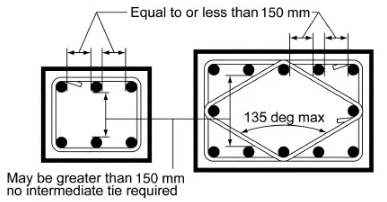 Equal to or less than 150 mm
135 deg max
May be greater than 150 mm
no intermediate tie required